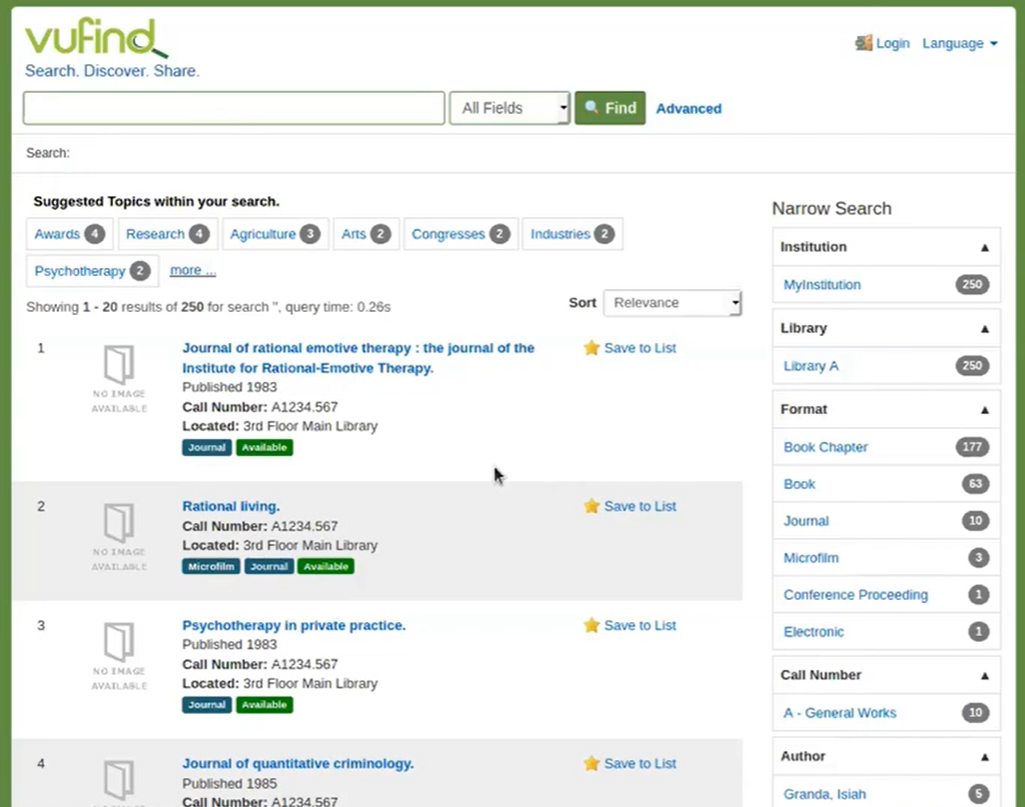 vufind
Search. Discover. Share.
Login Language
All Fields Find Advanced
Search:
Suggested Topics within your search.
Awards 4 Research 4 Agriculture 3 Arts 2 Congresses 2 Industries 2
Psychotherapy 2 more ...
Showing 1 - 20 results of 250 for search '', query time: 0.26s
Sort Relevance
1
NO IMAGE
AVAILABLE
Journal of rational emotive therapy : the journal of the
Institute for Rational-Emotive Therapy.
Published 1983
Call Number: A1234.567
Located: 3rd Floor Main Library
Journal Available
Save to List
2
NO IMAGE
AVAILABLE
Rational living.
Call Number: A1234.567
Located: 3rd Floor Main Library
Microfilm Journal Available
Save to List
3
NO IMAGE
AVAILABLE
Psychotherapy in private practice.
Published 1983
Call Number: A1234.567
Located: 3rd Floor Main Library
Journal Available
Save to List
4
Journal of quantitative criminology.
Published 1985
Call Number: A1234.567
Save to List
Narrow Search
Institution
MyInstitution 250
Library
Library A 250
Format
Book Chapter 177
Book 63
Journal 10
Microfilm 3
Conference Proceeding 1
Electronic 1
Call Number
A - General Works 10
Author
Granda, Isiah 5